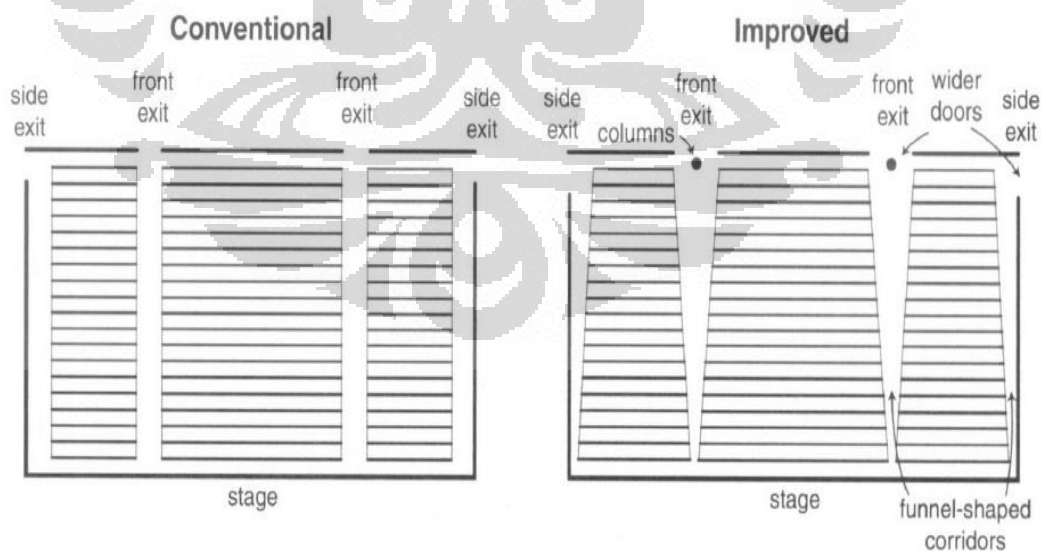 Conventional
side
exit
front
exit
front
exit
side
exit
stage
Improved
side
exit
columns
front
exit
front
exit
wider
doors
side
exit
stage
funnel-shaped
corridors